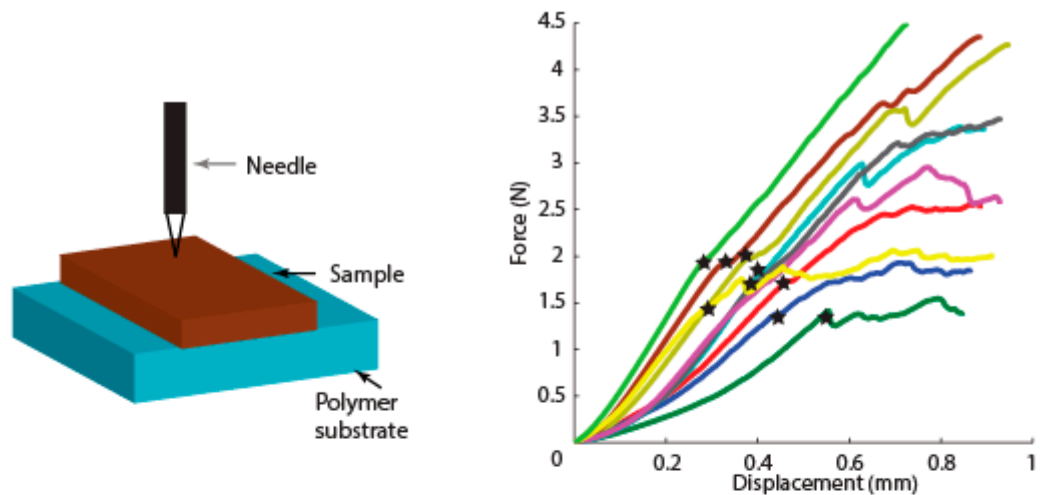 Needle
Sample
Polymer
substrate
Force (N)
4.5
4
3.5
3
2.5
2
1.5
1
0.5
0
0.2
0.4
0.6
0.8
1
Displacement (mm)